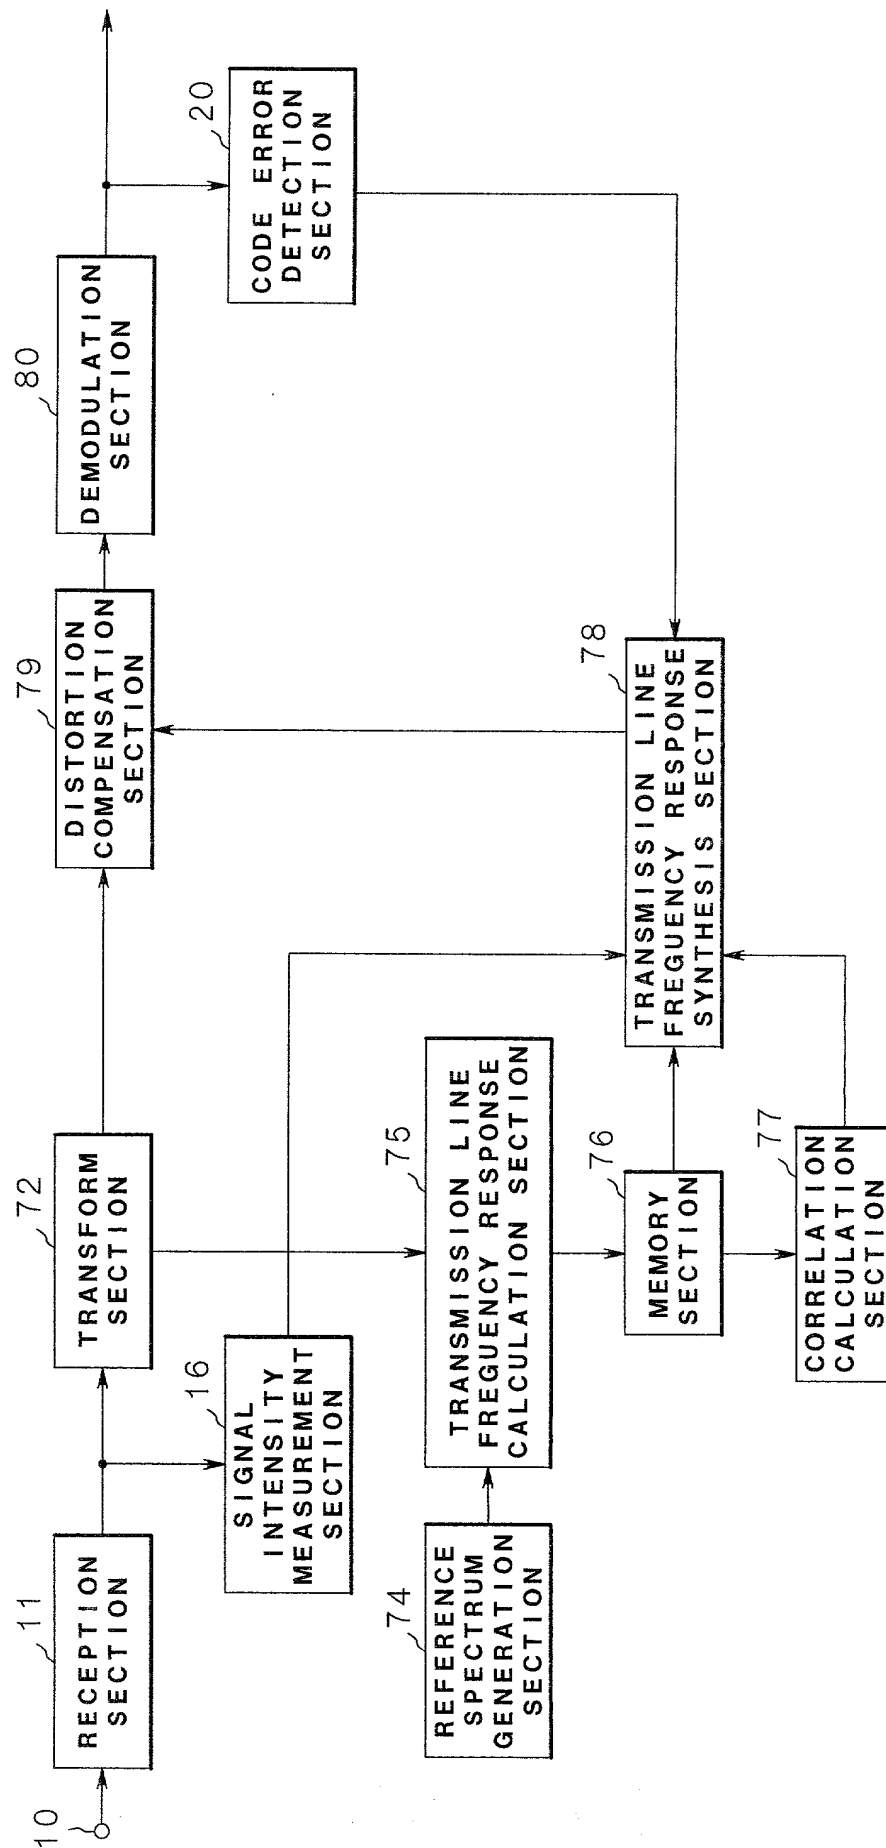 10
11
RECEPTION
SECTION
72
TRANSFORM
SECTION
79
DISTORTION
COMPENSATION
SECTION
80
DEMODULATION
SECTION
16
SIGNAL
INTENSITY
MEASUREMENT
SECTION
20
CODE ERROR
DETECTION
SECTION
74
REFERENCE
SPECTRUM
GENERATION
SECTION
75
TRANSMISSION LINE
FREGUENCY RESPONSE
CALCULATION SECTION
76
MEMORY
SECTION
78
TRANSMISSION LINE
FREGUENCY RESPONSE
SYNTHESIS SECTION
77
CORRELATION
CALCULATION
SECTION